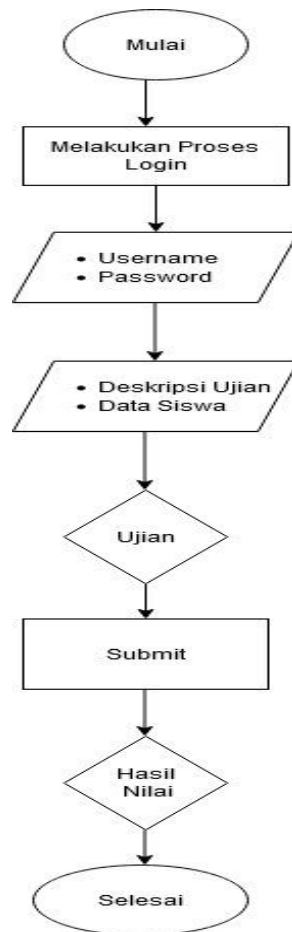 Mulai
Melakukan Proses
Login
• Username
• Password
• Deskripsi Ujian
• Data Siswa
Ujian
Submit
Hasil
Nilai
Selesai